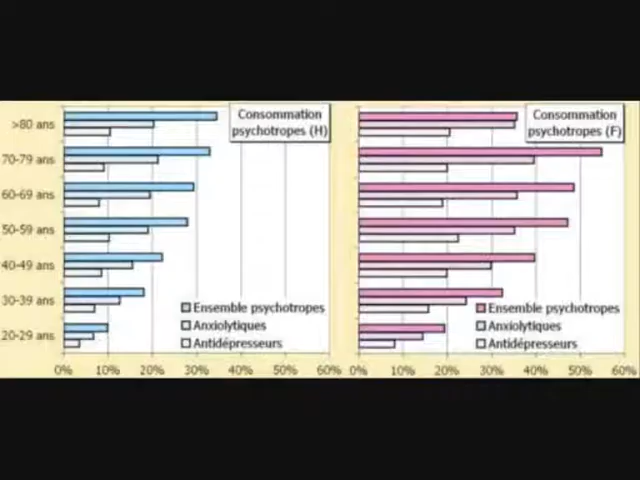 Consommation
psychotropes (H)
>80 ans
70-79 ans
60-69 ans
50-59 ans
40-49 ans
30-39 ans
20-29 ans
Ensemble psychotropes
Anxiolytiques
Antidépresseurs
0% 10% 20% 30% 40% 50% 60%
Consommation
psychotropes (F)
Ensemble psychotropes
Anxiolytiques
Antidépresseurs
0% 10% 20% 30% 40% 50% 60%